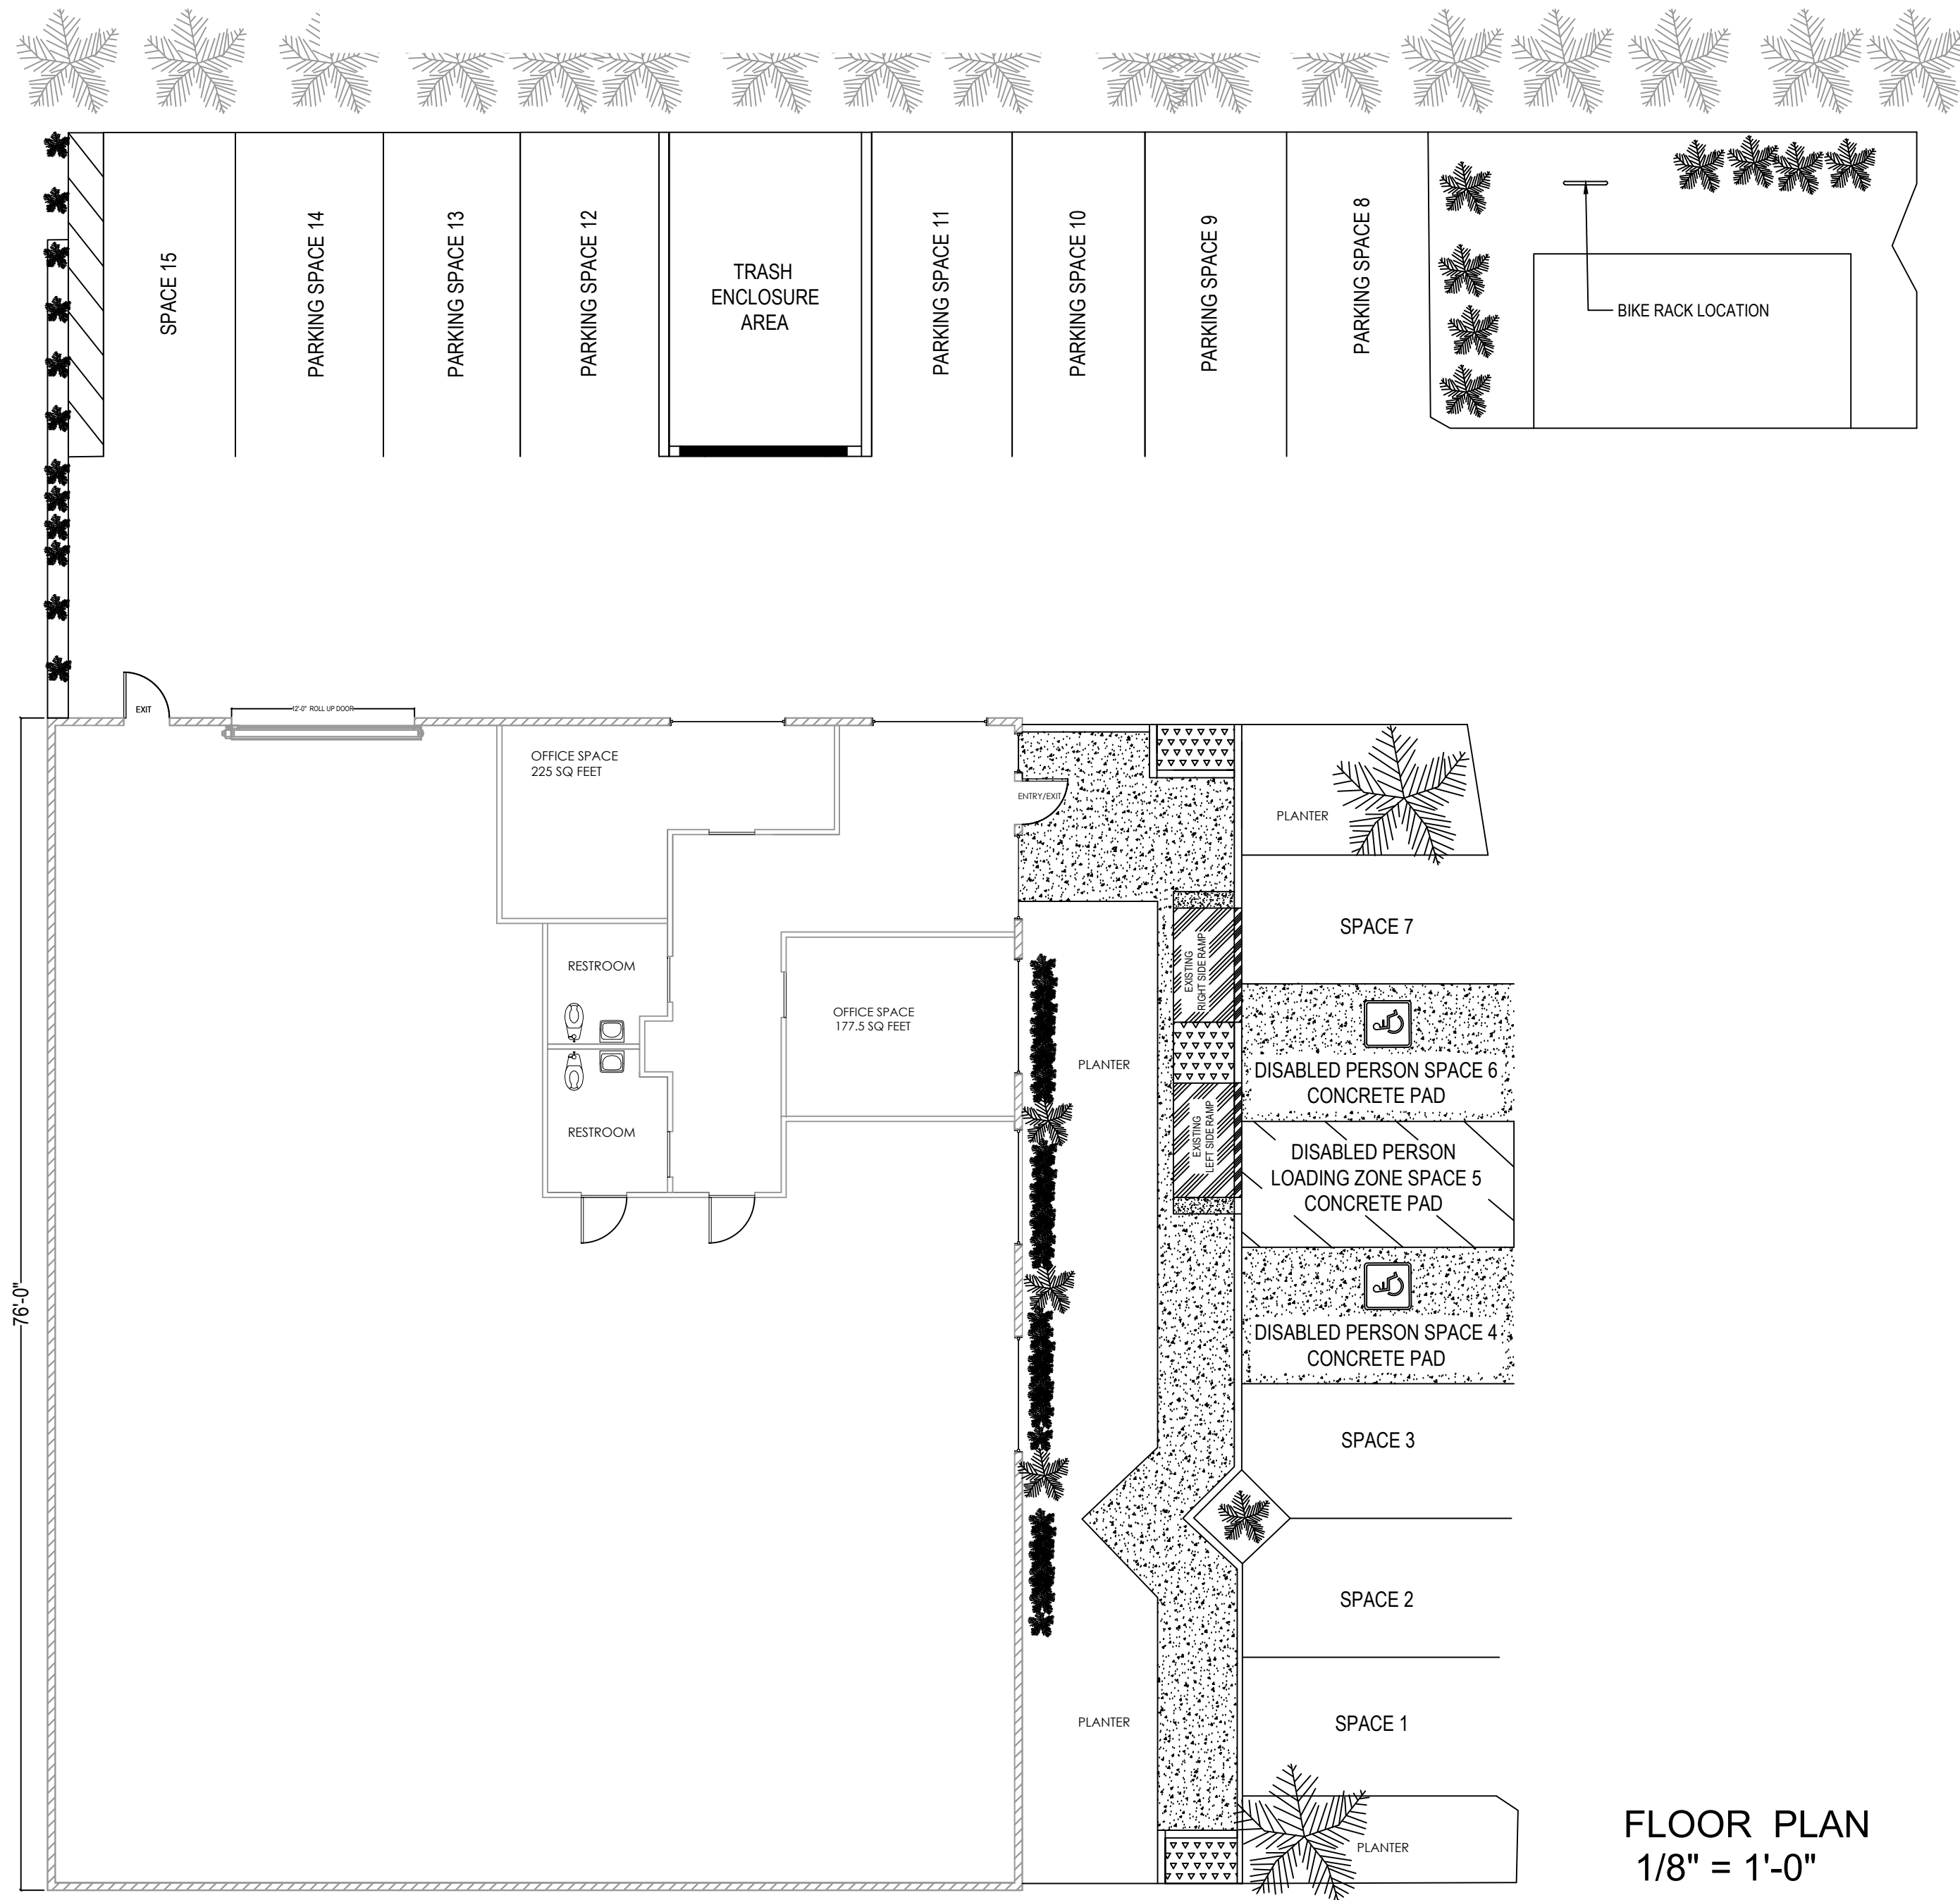 SPACE 15
PARKING SPACE 14
PARKING SPACE 13
PARKING SPACE 12
TRASH
ENCLOSURE
AREA
PARKING SPACE 11
PARKING SPACE 10
PARKING SPACE 9
PARKING SPACE 8
BIKE RACK LOCATION
EXIT
12'-0" ROLL UP DOOR
OFFICE SPACE
225 SQ FEET
ENTRY/EXIT
PLANTER
SPACE 7
RESTROOM
EXISTING
RIGHT SIDE RAMP
OFFICE SPACE
177.5 SQ FEET
PLANTER
DISABLED PERSON SPACE 6
CONCRETE PAD
RESTROOM
EXISTING
LEFT SIDE RAMP
DISABLED PERSON
LOADING ZONE SPACE 5
CONCRETE PAD
76'-0"
DISABLED PERSON SPACE 4
CONCRETE PAD
SPACE 3
SPACE 2
PLANTER
SPACE 1
PLANTER
FLOOR PLAN
1/8" = 1'-0"